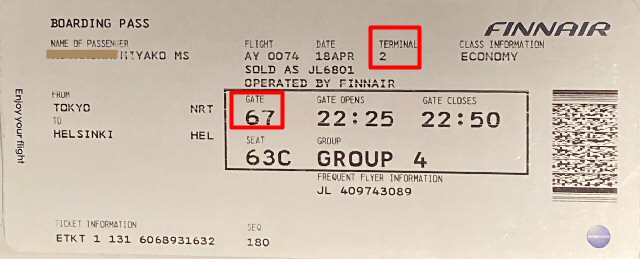 BOARDING PASS
FINNAIR
NAME OF PASSENGER
MIYAKO MS
FLIGHT DATE TERMINAL CLASS INFORMATION
AY 0074 18APR 2 ECONOMY
SOLD AS JL6801
OPERATED BY FINNAIR
Enjoy your flight
FROM
TOKYO NRT
TO
HELSINKI HEL
GATE GATE OPENS GATE CLOSES
67 22:25 22:50
SEAT GROUP
63C GROUP 4
FREQUENT FLYER INFORMATION
JL 409743089
TICKET INFORMATION SEQ
ETKT 1 131 6068931632 180